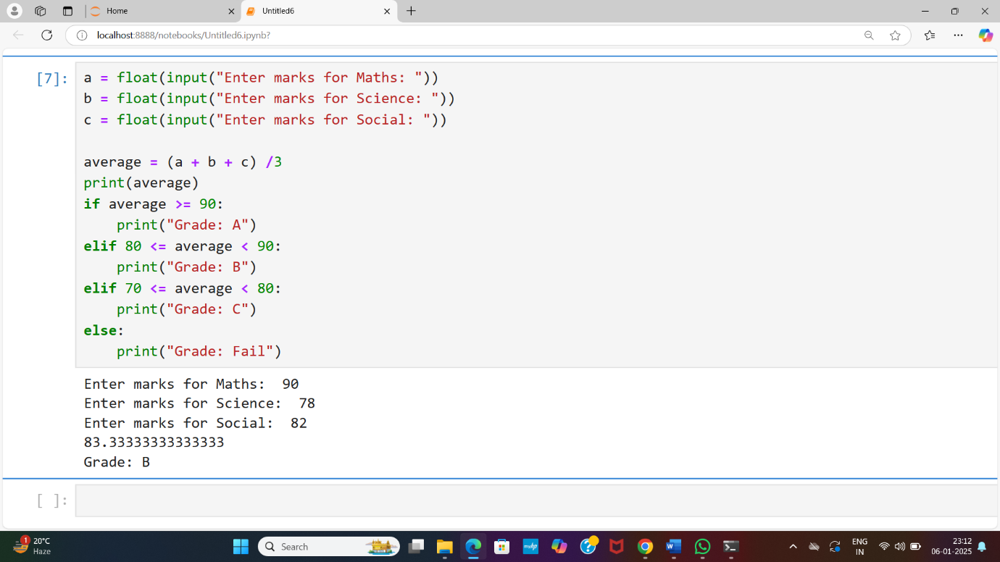 Home
Untitled6
localhost:8888/notebooks/Untitled6.ipynb?
[7]:
a = float(input("Enter marks for Maths: "))
b = float(input("Enter marks for Science: "))
c = float(input("Enter marks for Social: "))
average = (a + b + c) /3
print(average)
if average >= 90:
    print("Grade: A")
elif 80 <= average < 90:
    print("Grade: B")
elif 70 <= average < 80:
    print("Grade: C")
else:
    print("Grade: Fail")
Enter marks for Maths:  90
Enter marks for Science:  78
Enter marks for Social:  82
83.33333333333333
Grade: B
[ ]:
1
20°C
Haze
Search
myhp
W
ENG
IN
23:12
06-01-2025